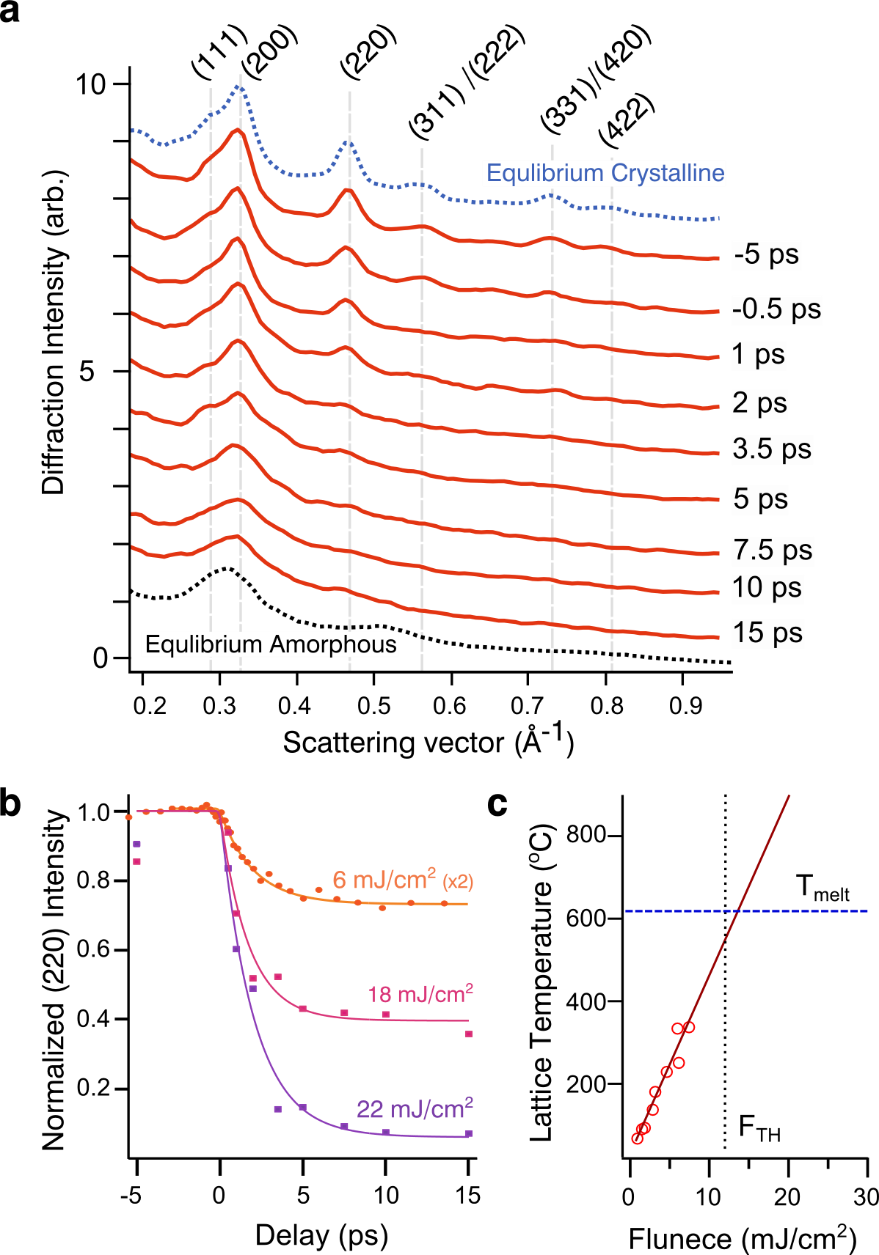 a
(111)
(200)
(220)
(311) /(222)
(331)/(420)
(422)
10
5
0
Diffraction Intensity (arb.)
Equlibrium Crystalline
-5 ps
-0.5 ps
1 ps
2 ps
3.5 ps
5 ps
7.5 ps
10 ps
15 ps
Equlibrium Amorphous
0.2 0.3 0.4 0.5 0.6 0.7 0.8 0.9
Scattering vector (Å-1)
b
Normalized (220) Intensity
1.0
0.8
0.6
0.4
0.2
6 mJ/cm2 (x2)
18 mJ/cm2
22 mJ/cm2
-5 0 5 10 15
Delay (ps)
c
Lattice Temperature (ºC)
800
600
400
200
Tmelt
FTH
0 10 20 30
Flunece (mJ/cm2)